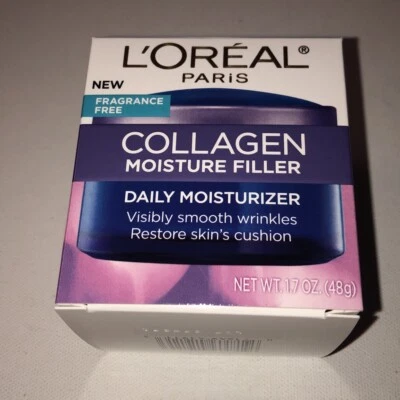 L'ORÉAL®
PARiS
NEW
FRAGRANCE
FREE
COLLAGEN
MOISTURE FILLER
DAILY MOISTURIZER
Visibly smooth wrinkles
Restore skin's cushion
NET WT. 1.7 OZ. (48g)